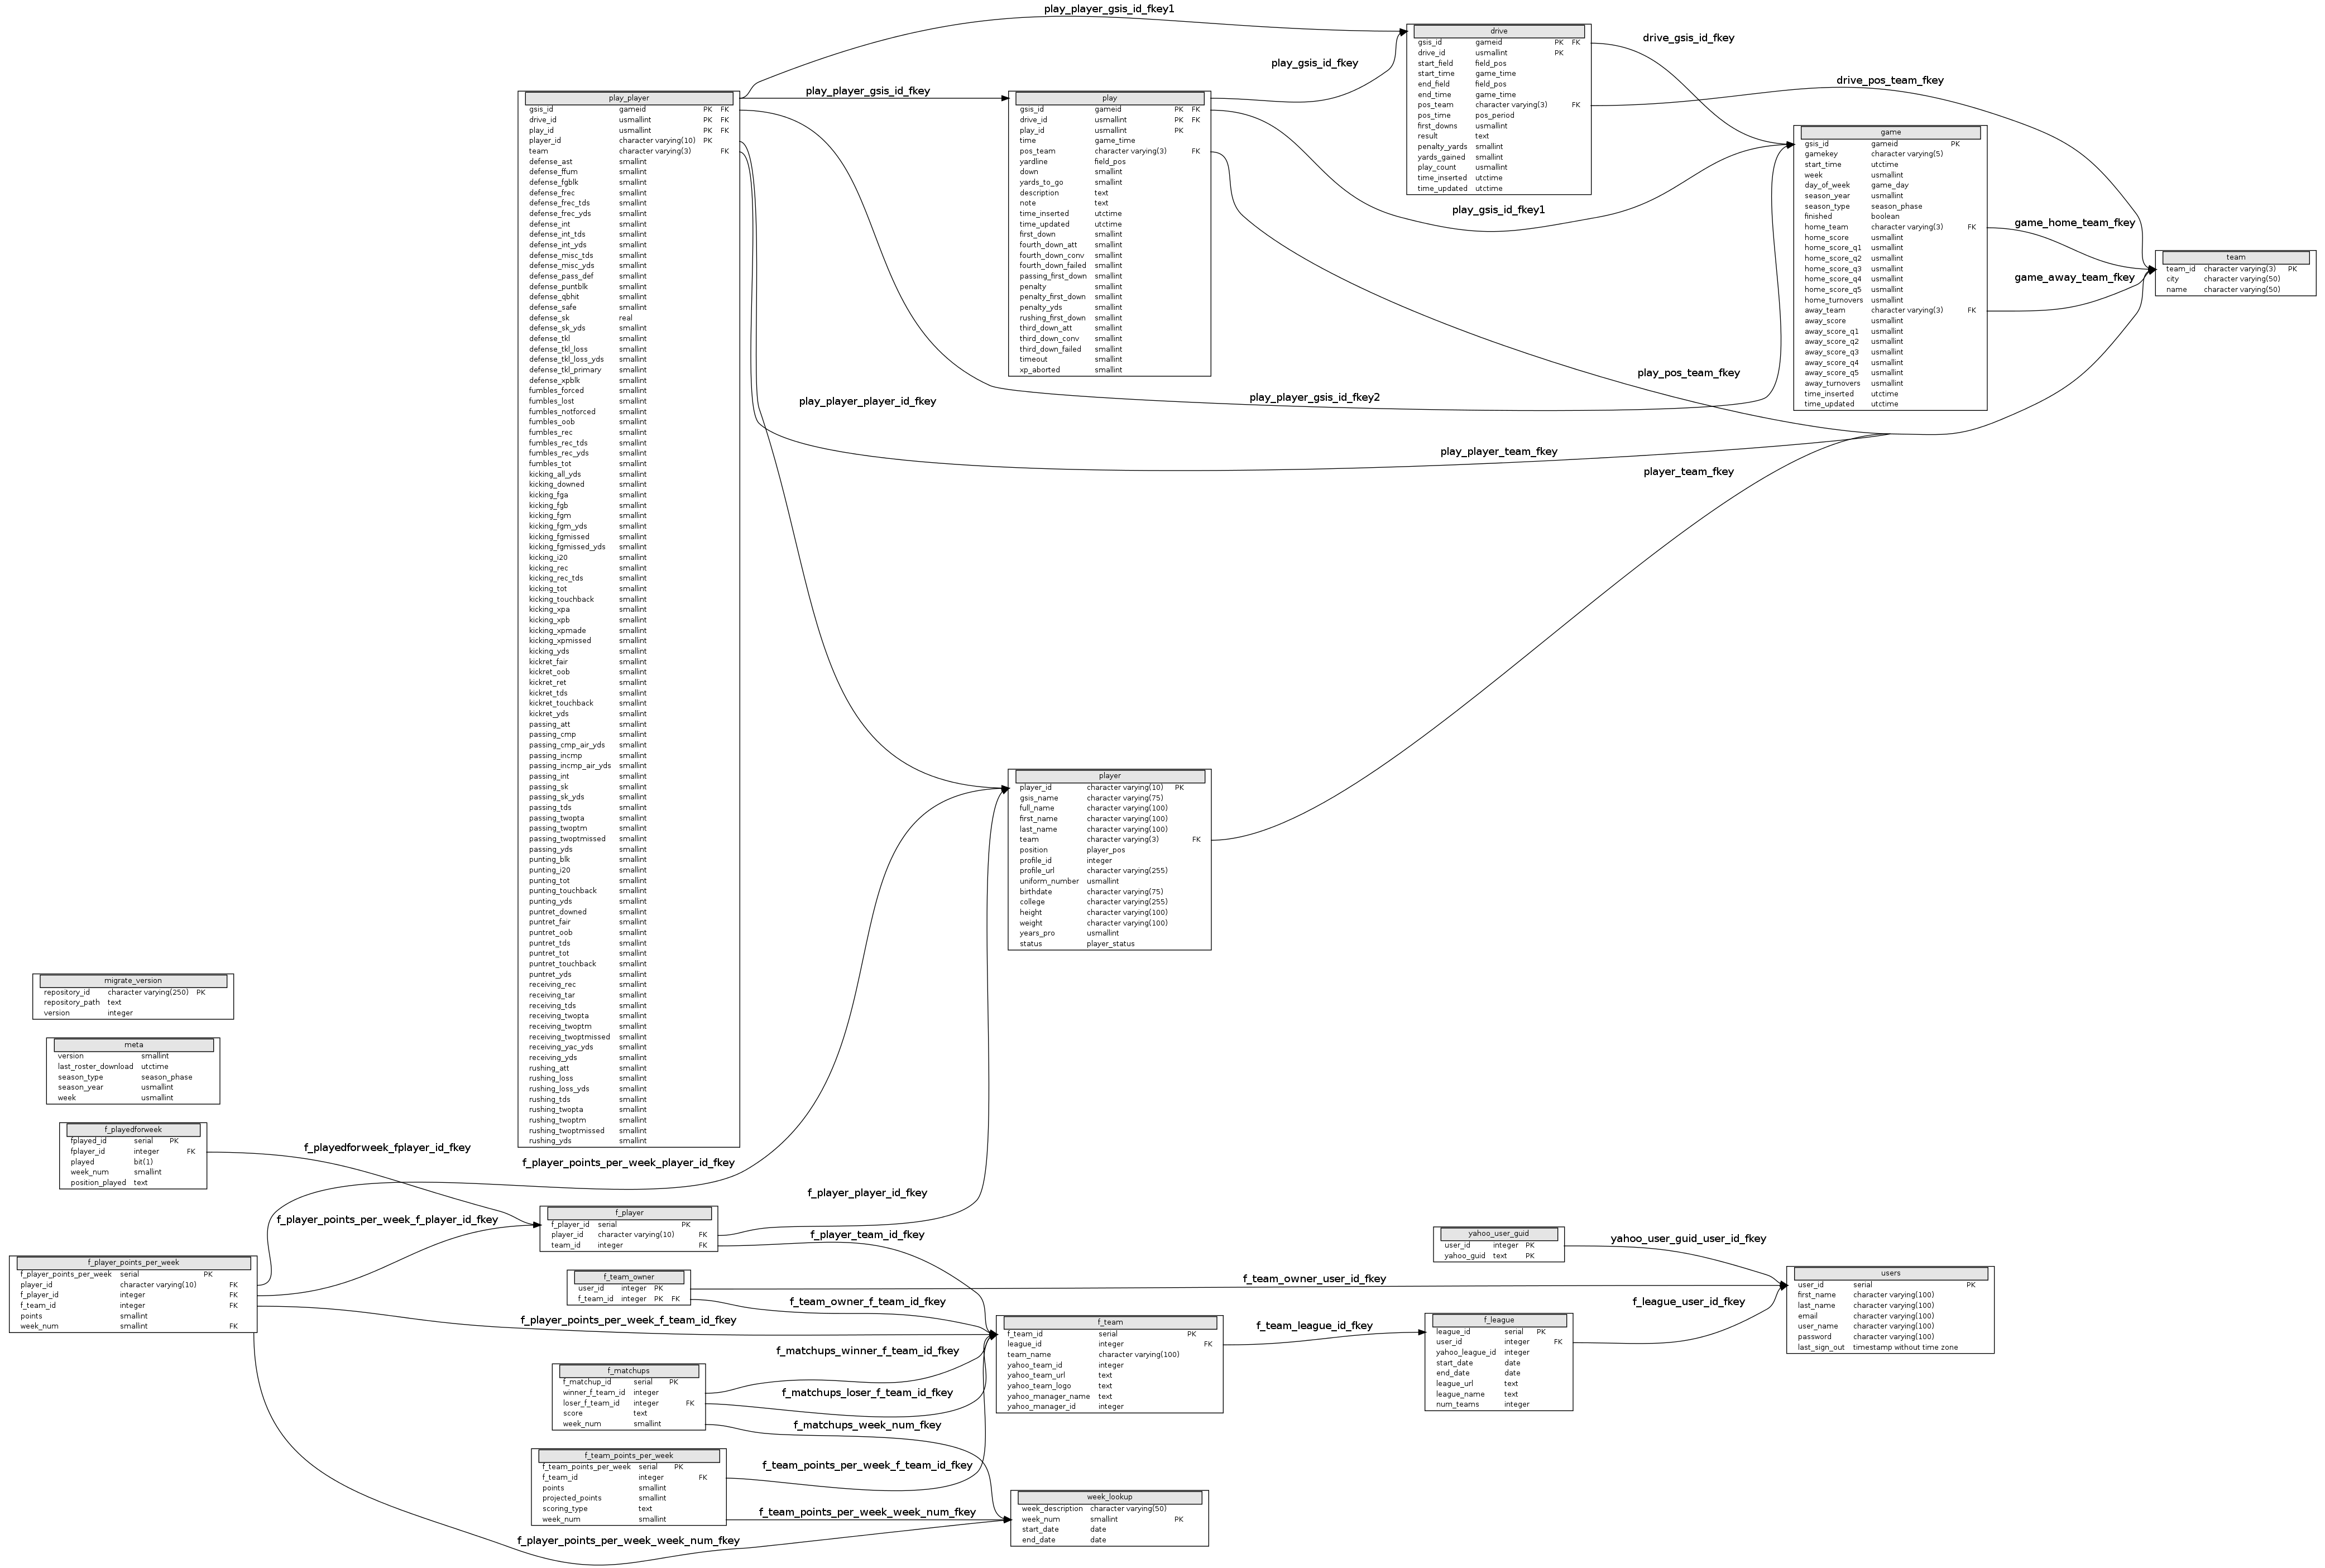 play_player_gsis_id_fkey1
drive
gsis_id gameid PK FK
drive_id usmallint PK
start_field field_pos
start_time game_time
end_field field_pos
end_time game_time
pos_team character varying(3) FK
pos_time pos_period
first_downs usmallint
result text
penalty_yards smallint
yards_gained smallint
play_count usmallint
time_inserted utctime
time_updated utctime
drive_gsis_id_fkey
play_gsis_id_fkey
drive_pos_team_fkey
play_player_gsis_id_fkey
play_player
gsis_id gameid PK FK
drive_id usmallint PK FK
play_id usmallint PK FK
player_id character varying(10) PK
team character varying(3) FK
defense_ast smallint
defense_ffum smallint
defense_fgblk smallint
defense_frec smallint
defense_frec_tds smallint
defense_frec_yds smallint
defense_int smallint
defense_int_tds smallint
defense_int_yds smallint
defense_misc_tds smallint
defense_misc_yds smallint
defense_pass_def smallint
defense_puntblk smallint
defense_qbhit smallint
defense_safe smallint
defense_sk real
defense_sk_yds smallint
defense_tkl smallint
defense_tkl_loss smallint
defense_tkl_loss_yds smallint
defense_tkl_primary smallint
defense_xpblk smallint
fumbles_forced smallint
fumbles_lost smallint
fumbles_notforced smallint
fumbles_oob smallint
fumbles_rec smallint
fumbles_rec_tds smallint
fumbles_rec_yds smallint
fumbles_tot smallint
kicking_all_yds smallint
kicking_downed smallint
kicking_fga smallint
kicking_fgb smallint
kicking_fgm smallint
kicking_fgm_yds smallint
kicking_fgmissed smallint
kicking_fgmissed_yds smallint
kicking_i20 smallint
kicking_rec smallint
kicking_rec_tds smallint
kicking_tot smallint
kicking_touchback smallint
kicking_xpa smallint
kicking_xpb smallint
kicking_xpmade smallint
kicking_xpmissed smallint
kicking_yds smallint
kickret_fair smallint
kickret_oob smallint
kickret_ret smallint
kickret_tds smallint
kickret_touchback smallint
kickret_yds smallint
passing_att smallint
passing_cmp smallint
passing_cmp_air_yds smallint
passing_incmp smallint
passing_incmp_air_yds smallint
passing_int smallint
passing_sk smallint
passing_sk_yds smallint
passing_tds smallint
passing_twopta smallint
passing_twoptm smallint
passing_twoptmissed smallint
passing_yds smallint
punting_blk smallint
punting_i20 smallint
punting_tot smallint
punting_touchback smallint
punting_yds smallint
puntret_downed smallint
puntret_fair smallint
puntret_oob smallint
puntret_tds smallint
puntret_tot smallint
puntret_touchback smallint
puntret_yds smallint
receiving_rec smallint
receiving_tar smallint
receiving_tds smallint
receiving_twopta smallint
receiving_twoptm smallint
receiving_twoptmissed smallint
receiving_yac_yds smallint
receiving_yds smallint
rushing_att smallint
rushing_loss smallint
rushing_loss_yds smallint
rushing_tds smallint
rushing_twopta smallint
rushing_twoptm smallint
rushing_twoptmissed smallint
rushing_yds smallint
play
gsis_id gameid PK FK
drive_id usmallint PK FK
play_id usmallint PK
time game_time
pos_team character varying(3) FK
yardline field_pos
down smallint
yards_to_go smallint
description text
note text
time_inserted utctime
time_updated utctime
first_down smallint
fourth_down_att smallint
fourth_down_conv smallint
fourth_down_failed smallint
passing_first_down smallint
penalty smallint
penalty_first_down smallint
penalty_yds smallint
rushing_first_down smallint
third_down_att smallint
third_down_conv smallint
third_down_failed smallint
timeout smallint
xp_aborted smallint
game
gsis_id gameid PK
gamekey character varying(5)
start_time utctime
week usmallint
day_of_week game_day
season_year usmallint
season_type season_phase
finished boolean
home_team character varying(3) FK
home_score usmallint
home_score_q1 usmallint
home_score_q2 usmallint
home_score_q3 usmallint
home_score_q4 usmallint
home_score_q5 usmallint
home_turnovers usmallint
away_team character varying(3) FK
away_score usmallint
away_score_q1 usmallint
away_score_q2 usmallint
away_score_q3 usmallint
away_score_q4 usmallint
away_score_q5 usmallint
away_turnovers usmallint
time_inserted utctime
time_updated utctime
play_gsis_id_fkey1
game_home_team_fkey
game_away_team_fkey
team
team_id character varying(3) PK
city character varying(50)
name character varying(50)
play_pos_team_fkey
play_player_gsis_id_fkey2
play_player_player_id_fkey
play_player_team_fkey
player_team_fkey
player
player_id character varying(10) PK
gsis_name character varying(75)
full_name character varying(100)
first_name character varying(100)
last_name character varying(100)
team character varying(3) FK
position player_pos
profile_id integer
profile_url character varying(255)
uniform_number usmallint
birthdate character varying(75)
college character varying(255)
height character varying(100)
weight character varying(100)
years_pro usmallint
status player_status
migrate_version
repository_id character varying(250) PK
repository_path text
version integer
meta
version smallint
last_roster_download utctime
season_type season_phase
season_year usmallint
week usmallint
f_playedforweek
fplayed_id serial PK
fplayer_id integer FK
played bit(1)
week_num smallint
position_played text
f_playedforweek_fplayer_id_fkey
f_player_points_per_week_player_id_fkey
f_player_player_id_fkey
f_player_points_per_week_f_player_id_fkey
f_player
f_player_id serial PK
player_id character varying(10) FK
team_id integer FK
f_player_team_id_fkey
f_player_points_per_week
f_player_points_per_week serial PK
player_id character varying(10) FK
f_player_id integer FK
f_team_id integer FK
points smallint
week_num smallint FK
f_team_owner
user_id integer PK
f_team_id integer PK FK
yahoo_user_guid
user_id integer PK
yahoo_guid text PK
yahoo_user_guid_user_id_fkey
f_team_owner_user_id_fkey
f_team_owner_f_team_id_fkey
f_league_user_id_fkey
users
user_id serial PK
first_name character varying(100)
last_name character varying(100)
email character varying(100)
user_name character varying(100)
password character varying(100)
last_sign_out timestamp without time zone
f_player_points_per_week_f_team_id_fkey
f_team
f_team_id serial PK
league_id integer FK
team_name character varying(100)
yahoo_team_id integer
yahoo_team_url text
yahoo_team_logo text
yahoo_manager_name text
yahoo_manager_id integer
f_team_league_id_fkey
f_league
league_id serial PK
user_id integer FK
yahoo_league_id integer
start_date date
end_date date
league_url text
league_name text
num_teams integer
f_matchups_winner_f_team_id_fkey
f_matchups
f_matchup_id serial PK
winner_f_team_id integer
loser_f_team_id integer FK
score text
week_num smallint
f_matchups_loser_f_team_id_fkey
f_matchups_week_num_fkey
f_team_points_per_week
f_team_points_per_week serial PK
f_team_id integer FK
points smallint
projected_points smallint
scoring_type text
week_num smallint
f_team_points_per_week_f_team_id_fkey
f_team_points_per_week_week_num_fkey
week_lookup
week_description character varying(50)
week_num smallint PK
start_date date
end_date date
f_player_points_per_week_week_num_fkey